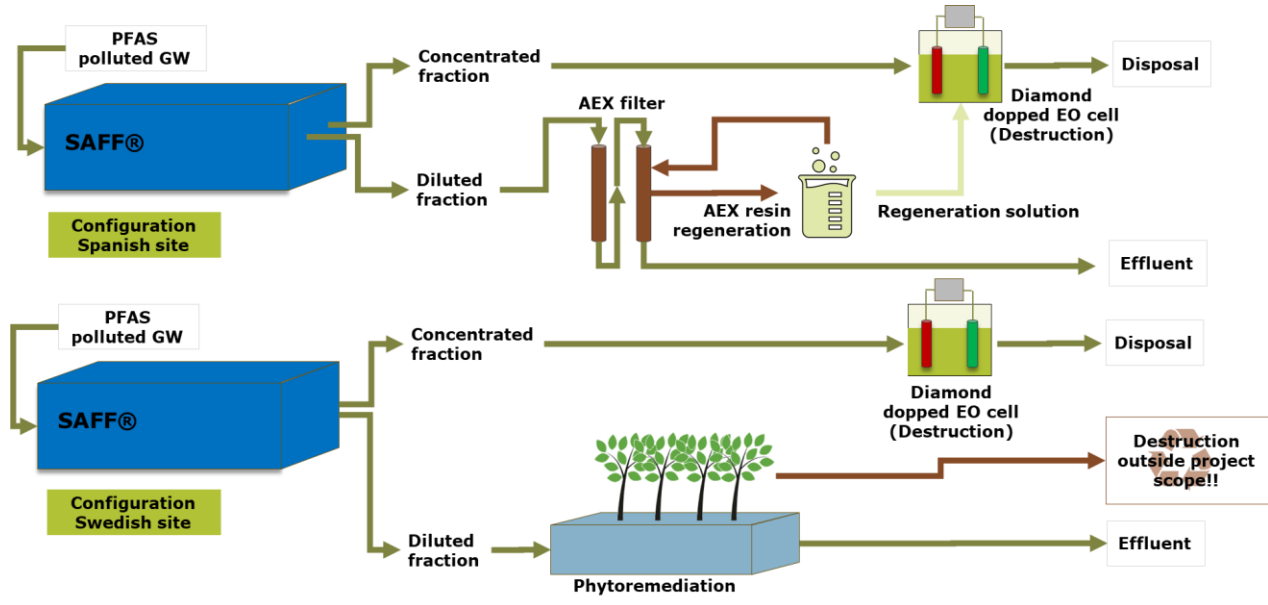 PFAS
polluted GW
SAFF®
Configuration
Spanish site
Concentrated
fraction
Diluted
fraction
AEX filter
AEX resin
regeneration
Regeneration solution
Diamond
dopped EO cell
(Destruction)
Disposal
Effluent
PFAS
polluted GW
SAFF®
Configuration
Swedish site
Concentrated
fraction
Diluted
fraction
Phytoremediation
Diamond
dopped EO cell
(Destruction)
Disposal
Destruction
outside project
scope!!
Effluent